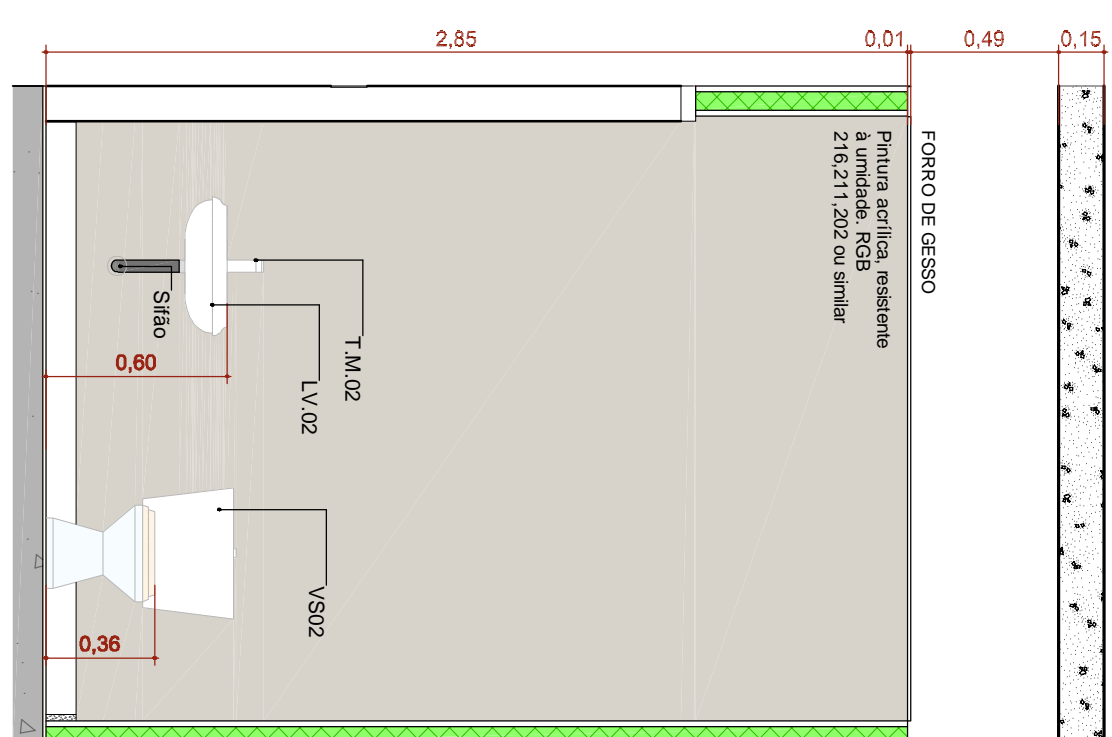 2,85
0,01
0,49
0,15
FORRO DE GESSO
Pintura acrílica, resistente
à umidade. RGB
216,211,202 ou similar
T.M.02
LV.02
Sifão
0,60
VS02
0,36